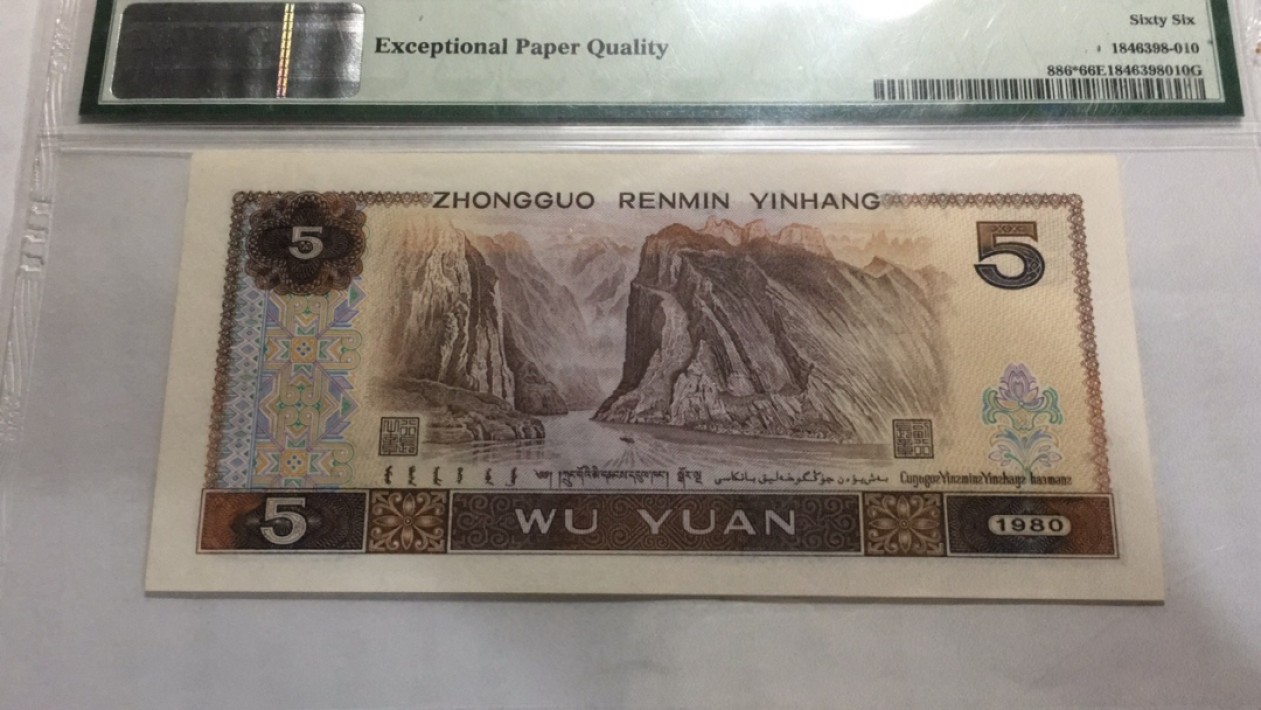 Exceptional Paper Quality
Sixty Six
1846398-010
886*66E1846398010G
ZHONGGUO RENMIN YINHANG
5
5
5 WU YUAN 1980